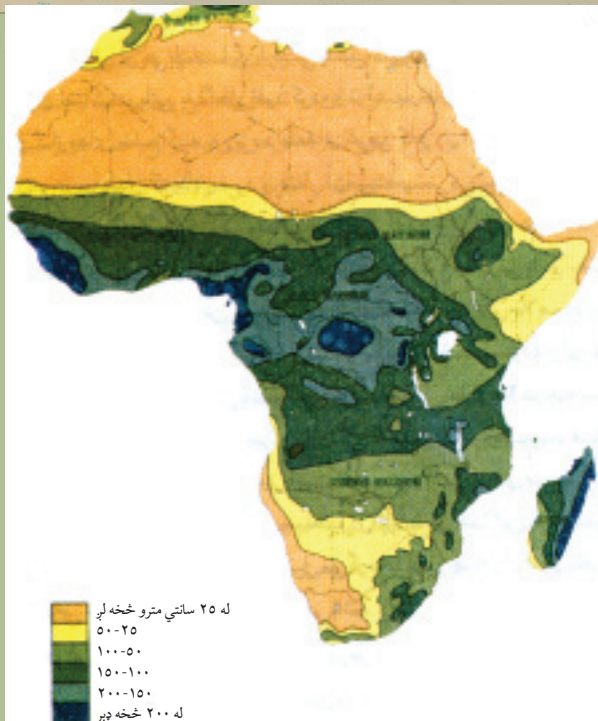 له ۲۵ سانتي مترو څخه لږ
۵۰-۲۵
۱۰۰-۵۰
۱۵۰-۱۰۰
۲۰۰-۱۵۰
له ۲۰۰ څخه ډېر